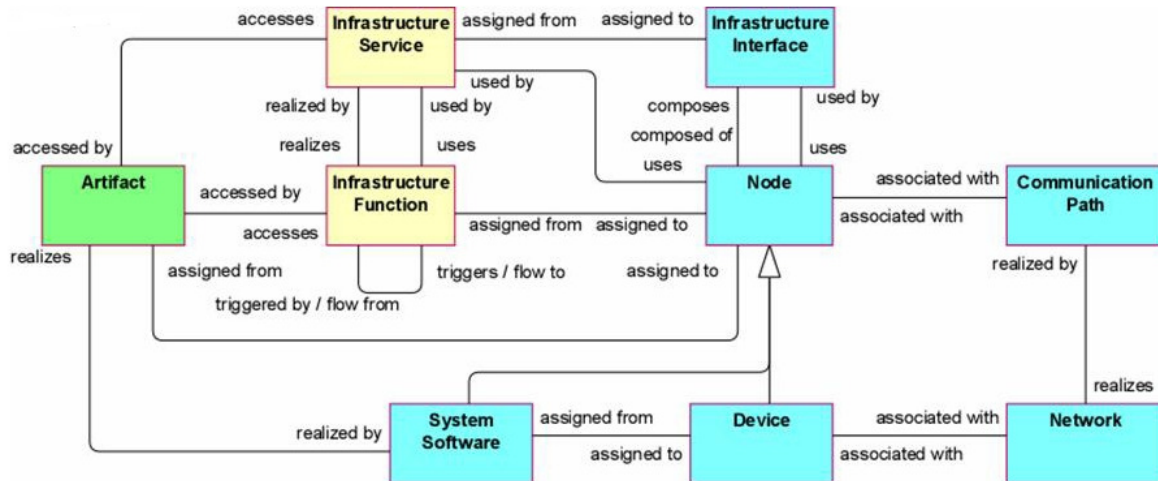 accesses
Infrastructure
Service
assigned from
assigned to
Infrastructure
Interface
used by
realized by
used by
composes
used by
composed of
realizes
uses
uses
uses
accessed by
Artifact
accessed by
Infrastructure
Function
Node
associated with
Communication
Path
accesses
assigned from
assigned to
associated with
realizes
assigned from
triggers / flow to
assigned to
realized by
triggered by / flow from
realizes
System
Software
assigned from
Device
associated with
Network
realized by
assigned to
associated with